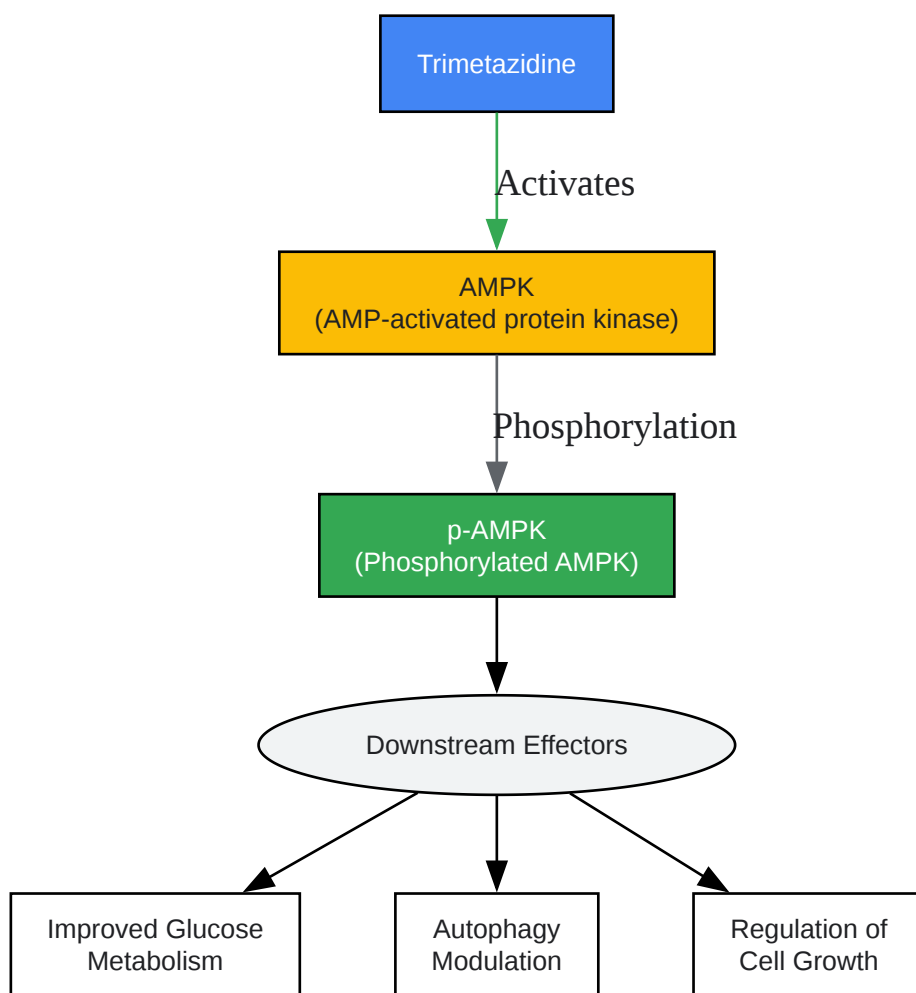 Trimetazidine
Activates
AMPK
(AMP-activated protein kinase)
Phosphorylation
p-AMPK
(Phosphorylated AMPK)
Downstream Effectors
Improved Glucose
Metabolism
Autophagy
Modulation
Regulation of
Cell Growth